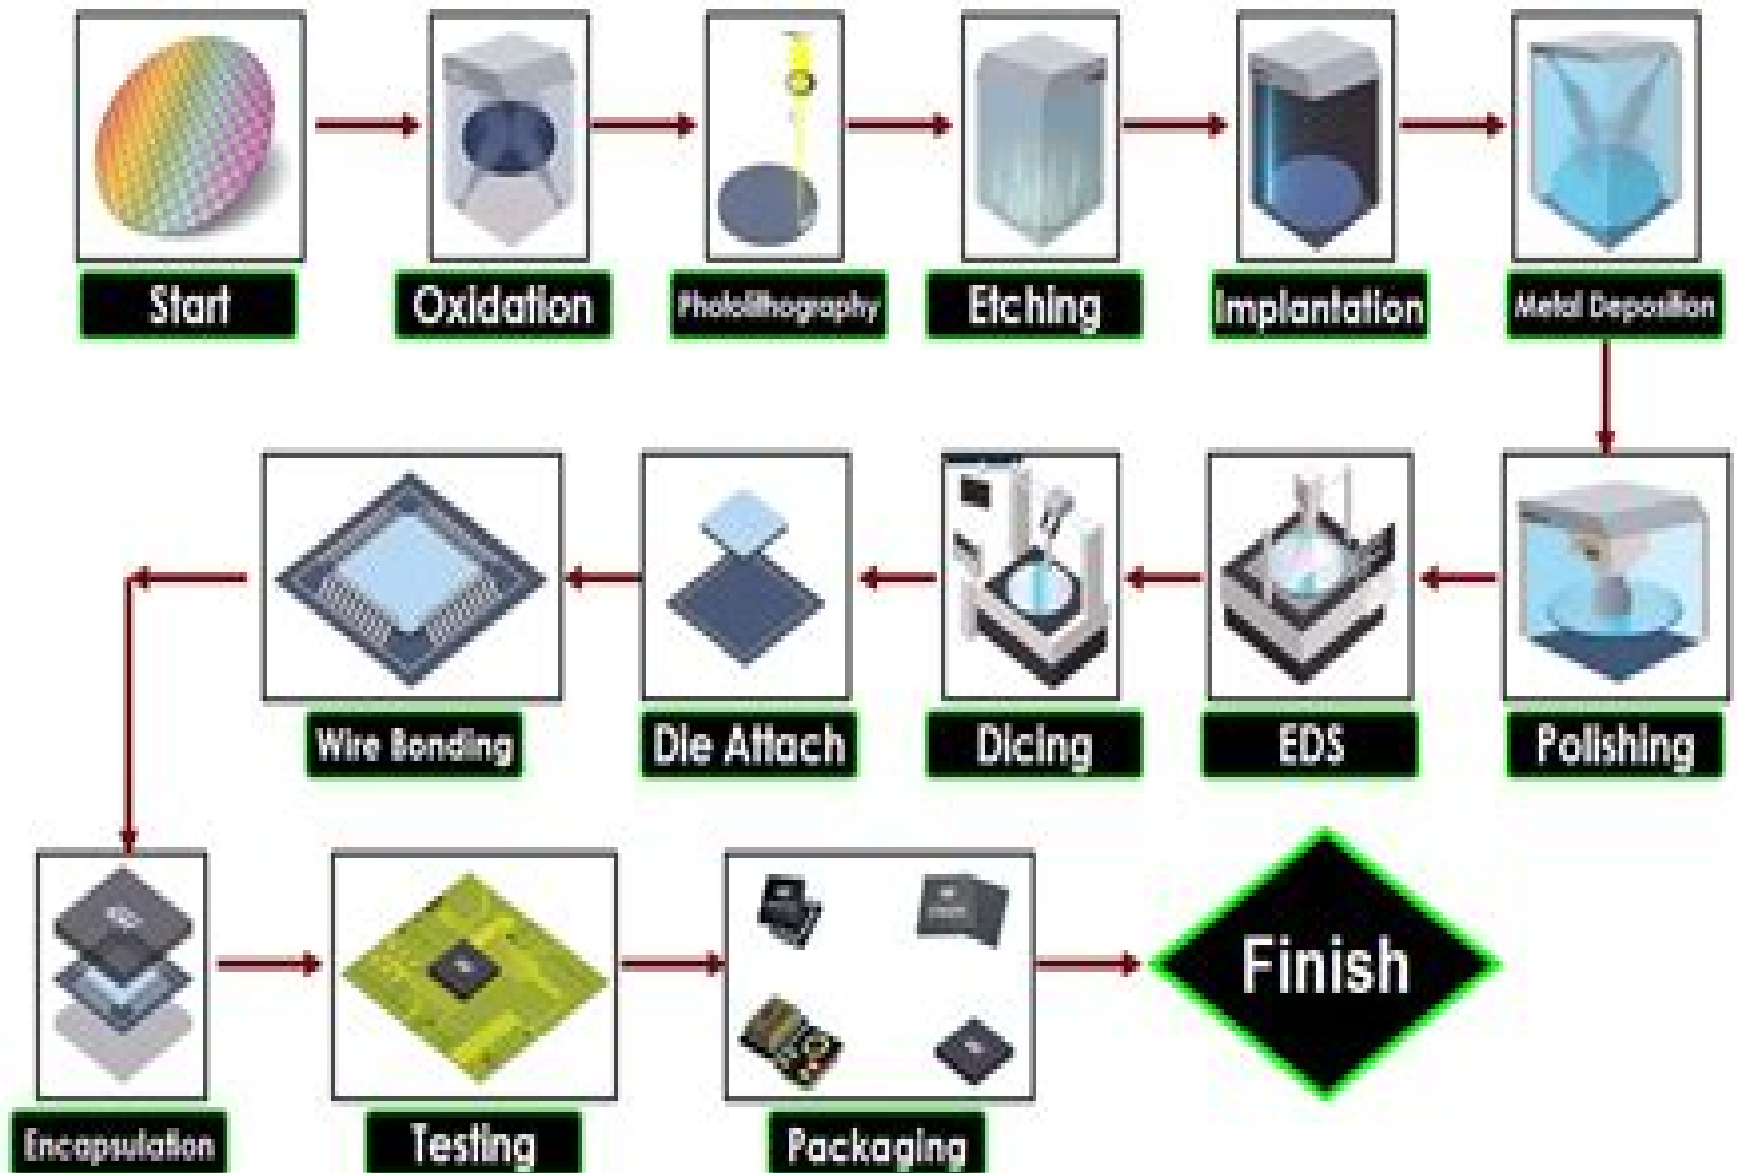 Start
Oxidation
Photolithography
Etching
Implantation
Metal Deposition
Wire Bonding
Die Attach
Dicing
EDS
Polishing
Finish
Encapsulation
Testing
Packaging